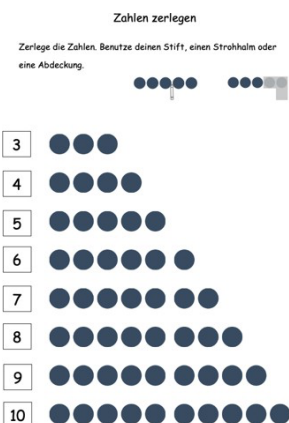 Zahlen zerlegen
Zerlege die Zahlen. Benutze deinen Stift, einen Strohhalm oder
eine Abdeckung.
3
4
5
6
7
8
9
10